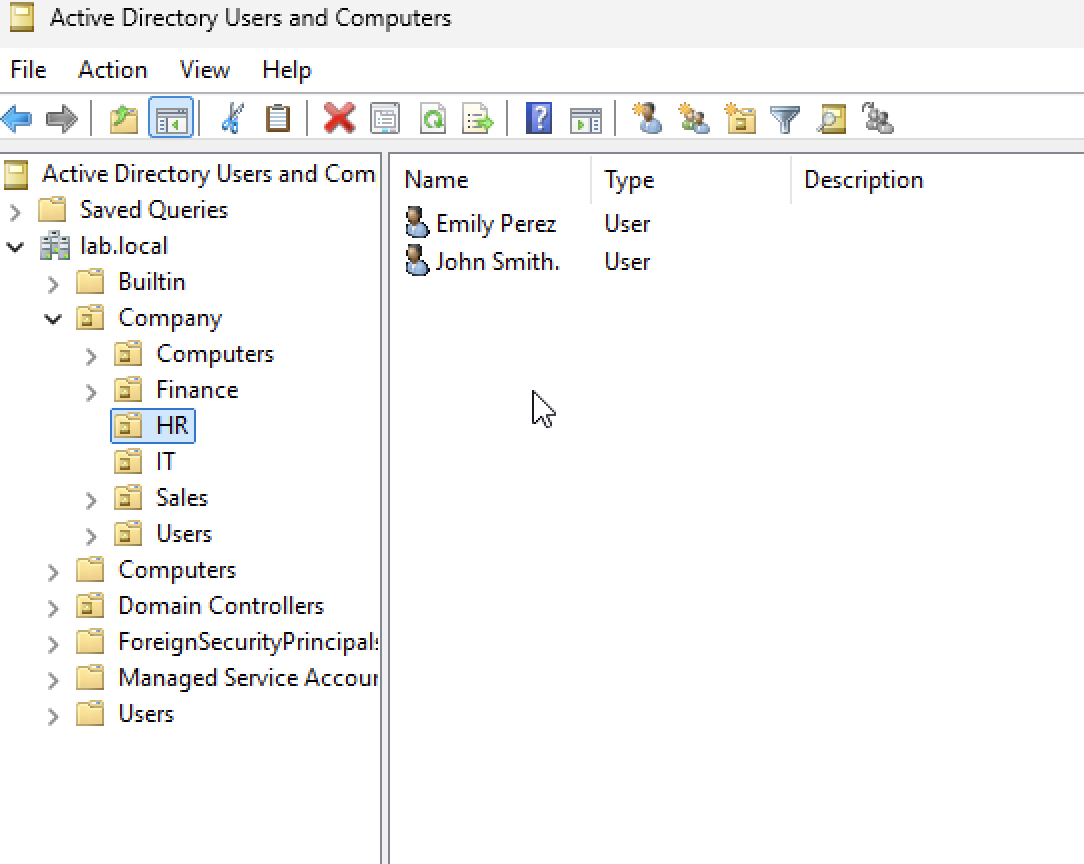 Active Directory Users and Computers
File Action View Help
Active Directory Users and Com
Saved Queries
lab.local
Builtin
Company
Computers
Finance
HR
IT
Sales
Users
Computers
Domain Controllers
ForeignSecurityPrincipals
Managed Service Accoun
Users
Name Type Description
Emily Perez User
John Smith. User